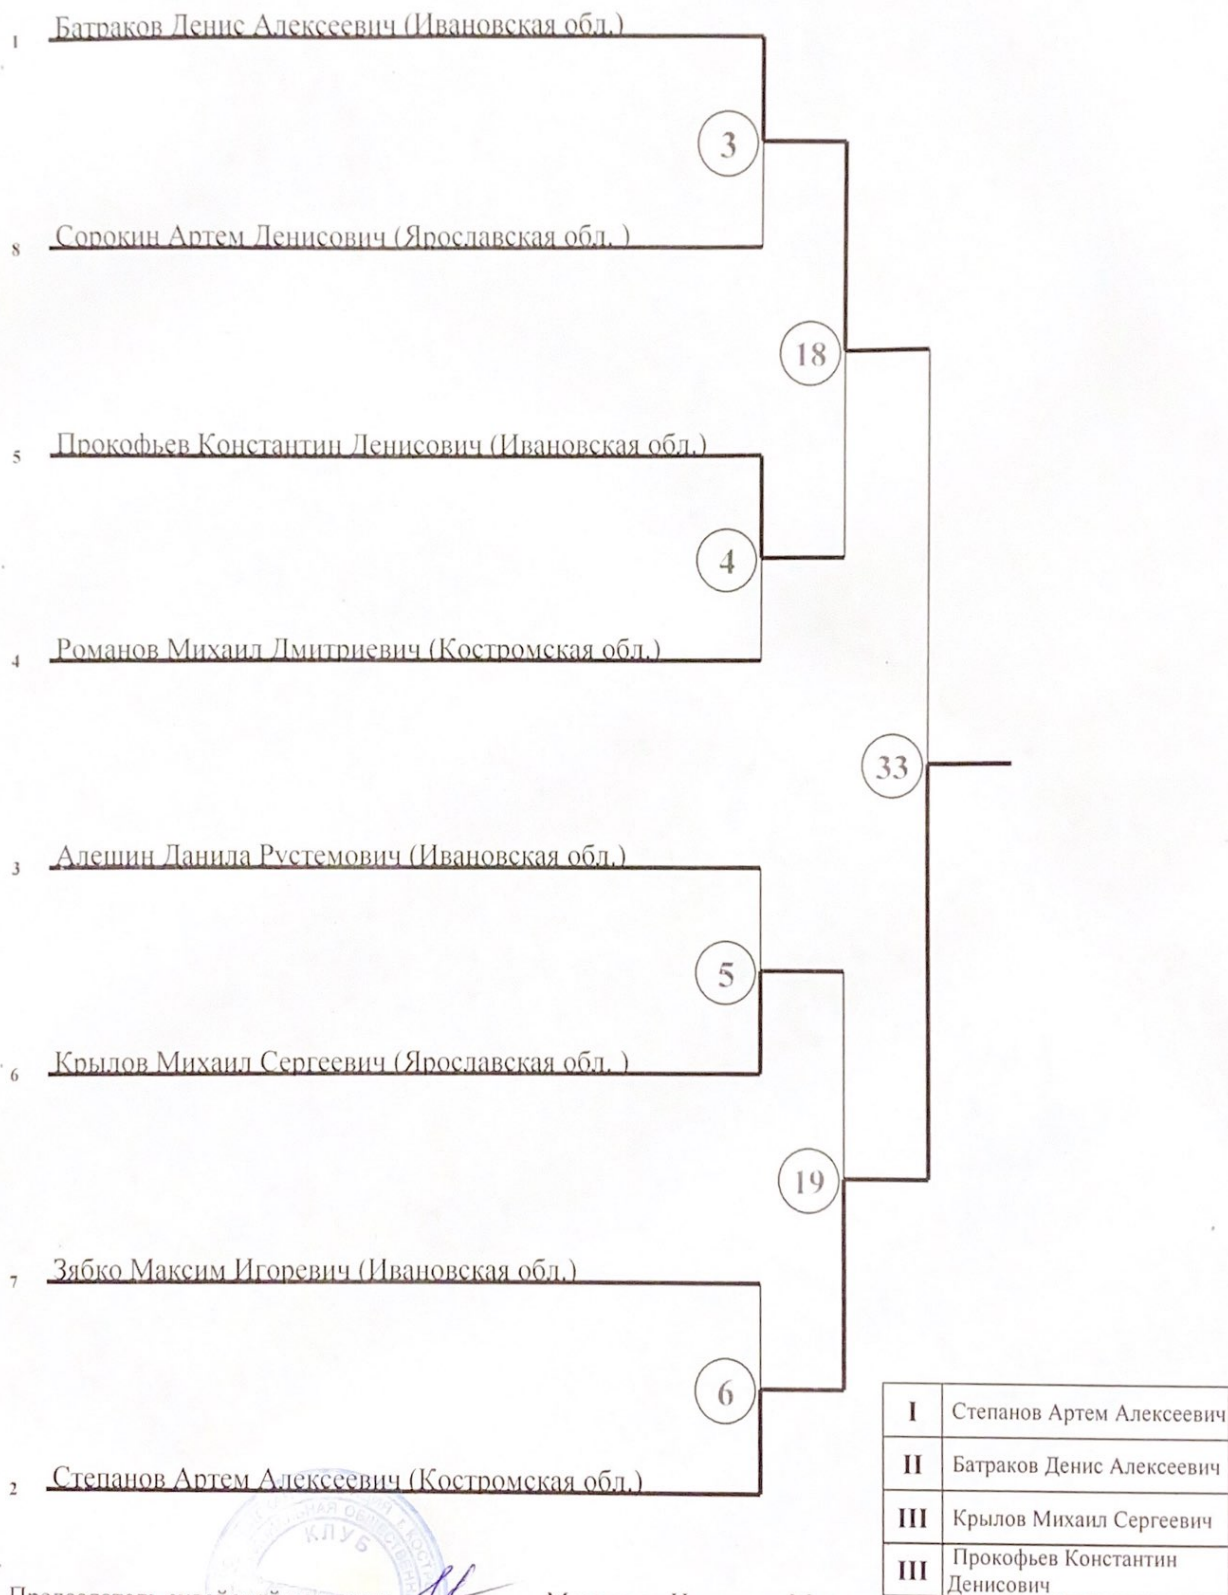 1 Батраков Денис Алексеевич (Ивановская обл.)
3
8 Сорокин Артем Денисович (Ярославская обл. )
18
5 Прокофьев Константин Денисович (Ивановская обл.)
4
4 Романов Михаил Дмитриевич (Костромская обл.)
33
3 Алешин Данила Рустемович (Ивановская обл.)
5
6 Крылов Михаил Сергеевич (Ярославская обл. )
19
7 Зябко Максим Игоревич (Ивановская обл.)
6
2 Степанов Артем Алексеевич (Костромская обл.)
I Степанов Артем Алексеевич
II Батраков Денис Алексеевич
III Крылов Михаил Сергеевич
III Прокофьев Константин
Денисович
КЛУБ